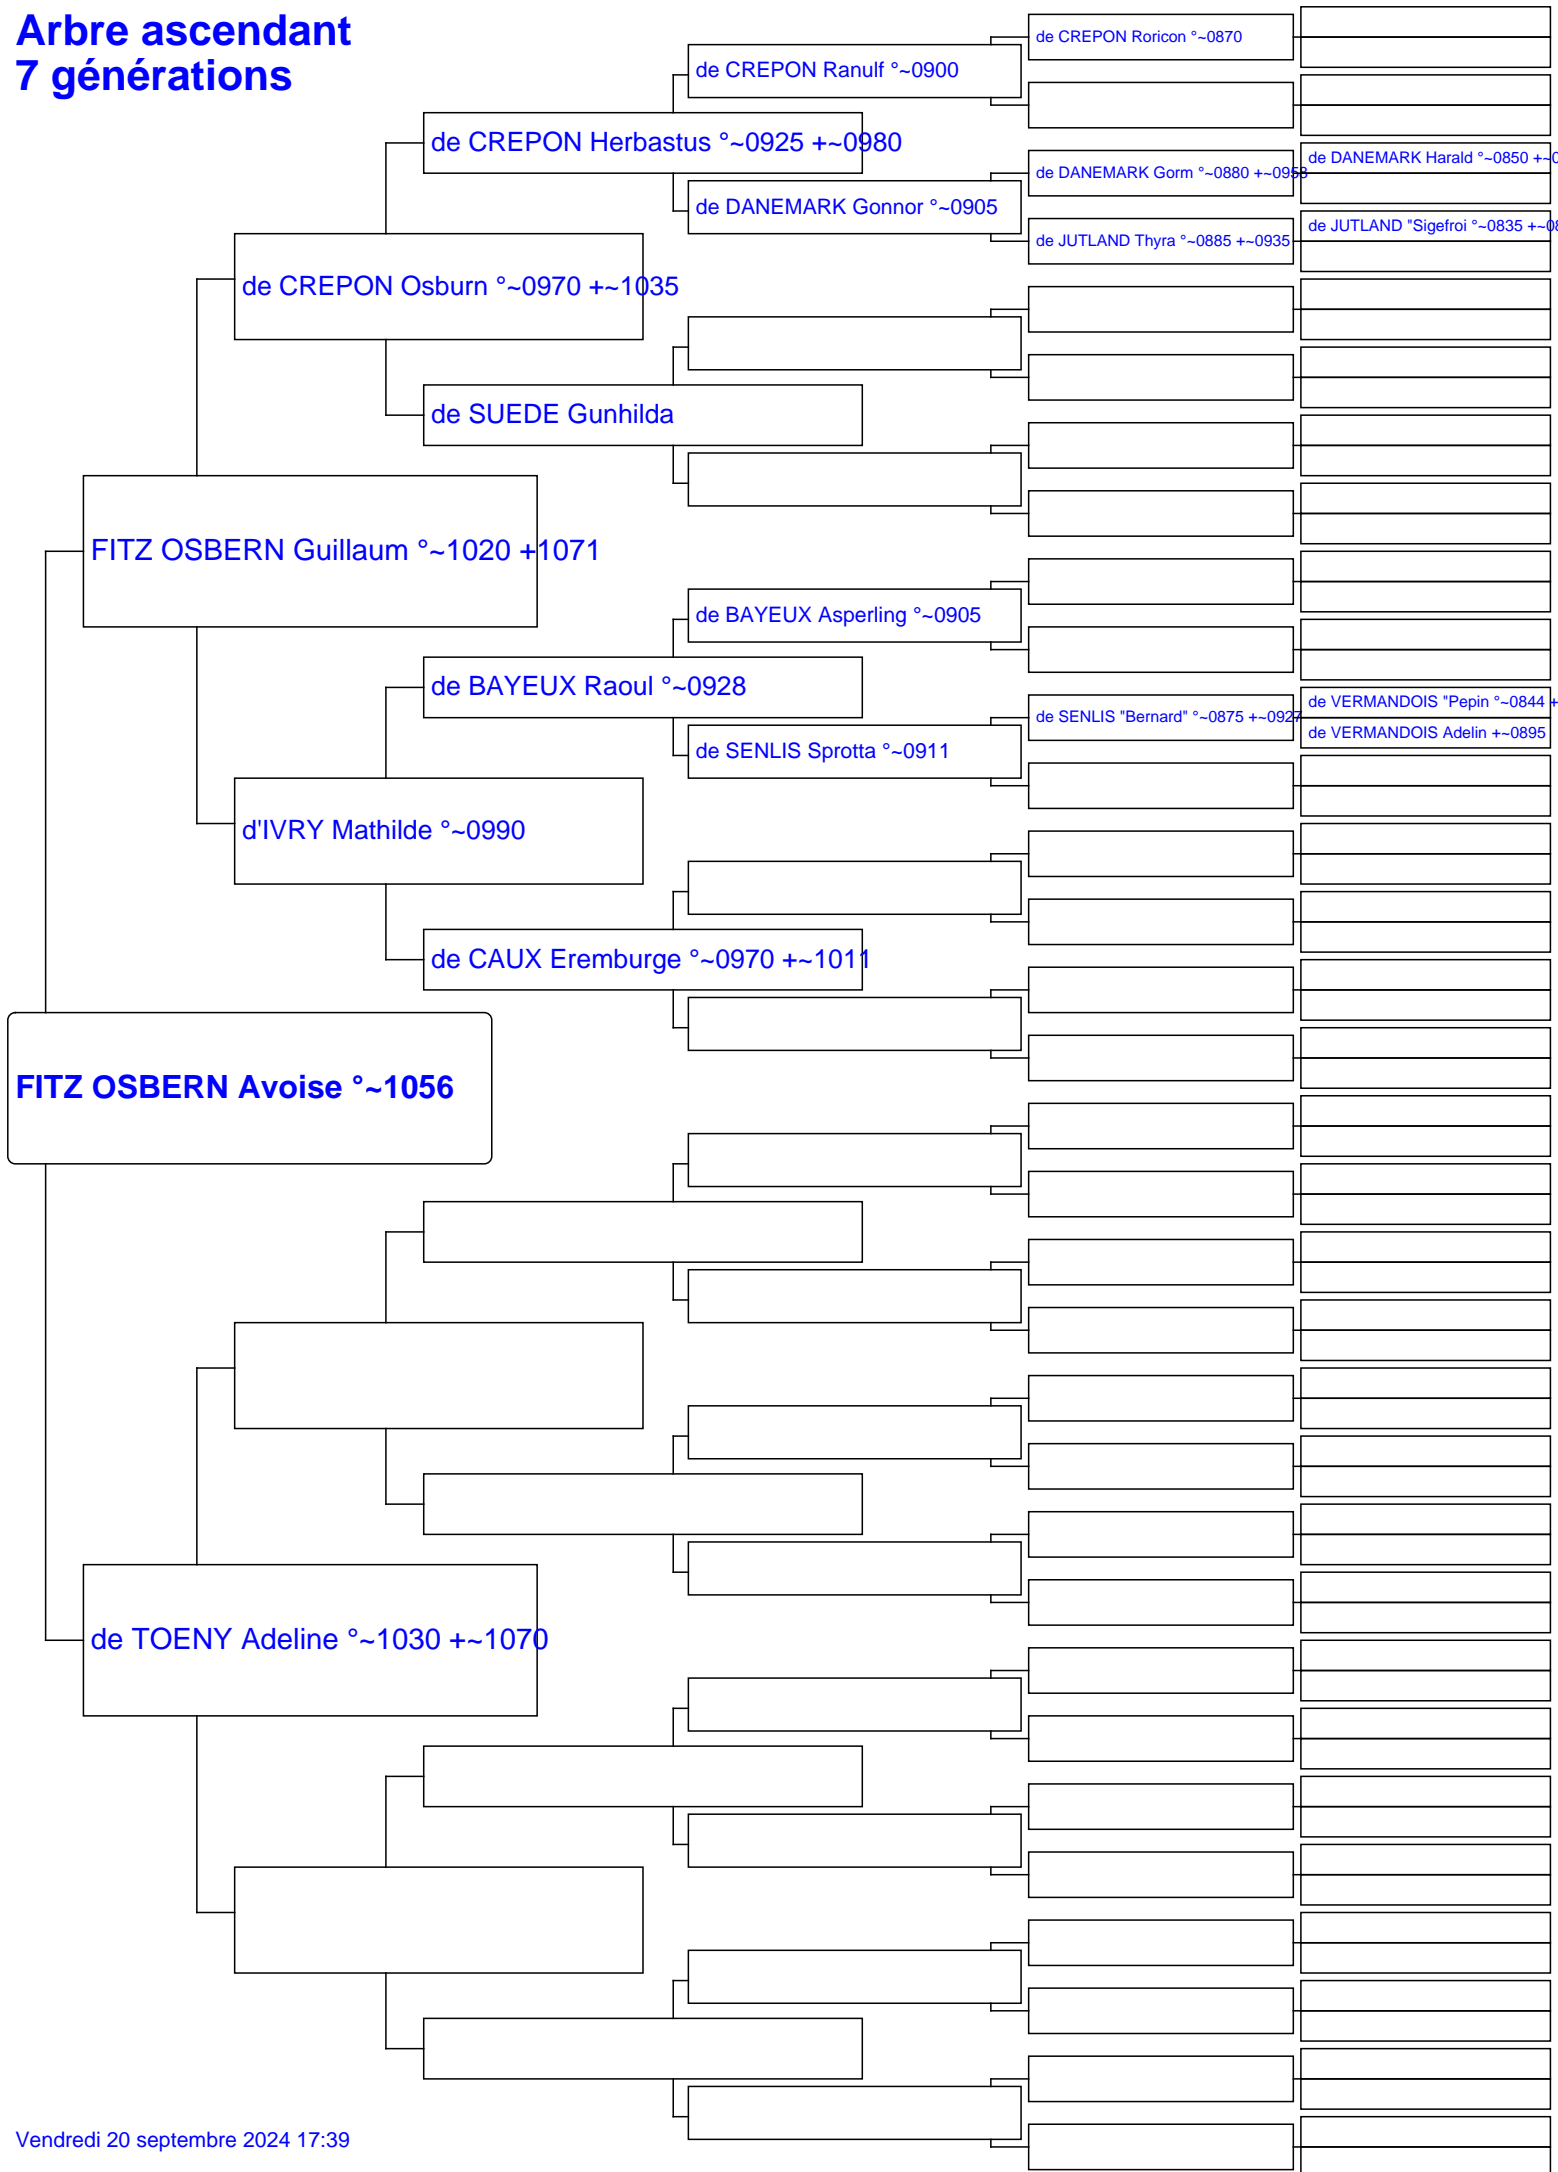 Arbre ascendant
7 générations
de CREPON Roricon °~0870
de CREPON Ranulf °~0900
de CREPON Herbastus °~0925 +~0980
de DANEMARK Harald °~0850 +~0
de DANEMARK Gorm °~0880 +~0958
de DANEMARK Gonnor °~0905
de JUTLAND "Sigefroi °~0835 +~08
de JUTLAND Thyra °~0885 +~0935
de CREPON Osburn °~0970 +~1035
de SUEDE Gunhilda
FITZ OSBERN Guillaum °~1020 +1071
de BAYEUX Asperling °~0905
de BAYEUX Raoul °~0928
de VERMANDOIS "Pepin °~0844 +
de SENLIS "Bernard" °~0875 +~0927
de VERMANDOIS Adelin +~0895
de SENLIS Sprotta °~0911
d'IVRY Mathilde °~0990
de CAUX Eremburge °~0970 +~1011
FITZ OSBERN Avoise °~1056
de TOENY Adeline °~1030 +~1070
Vendredi 20 septembre 2024 17:39